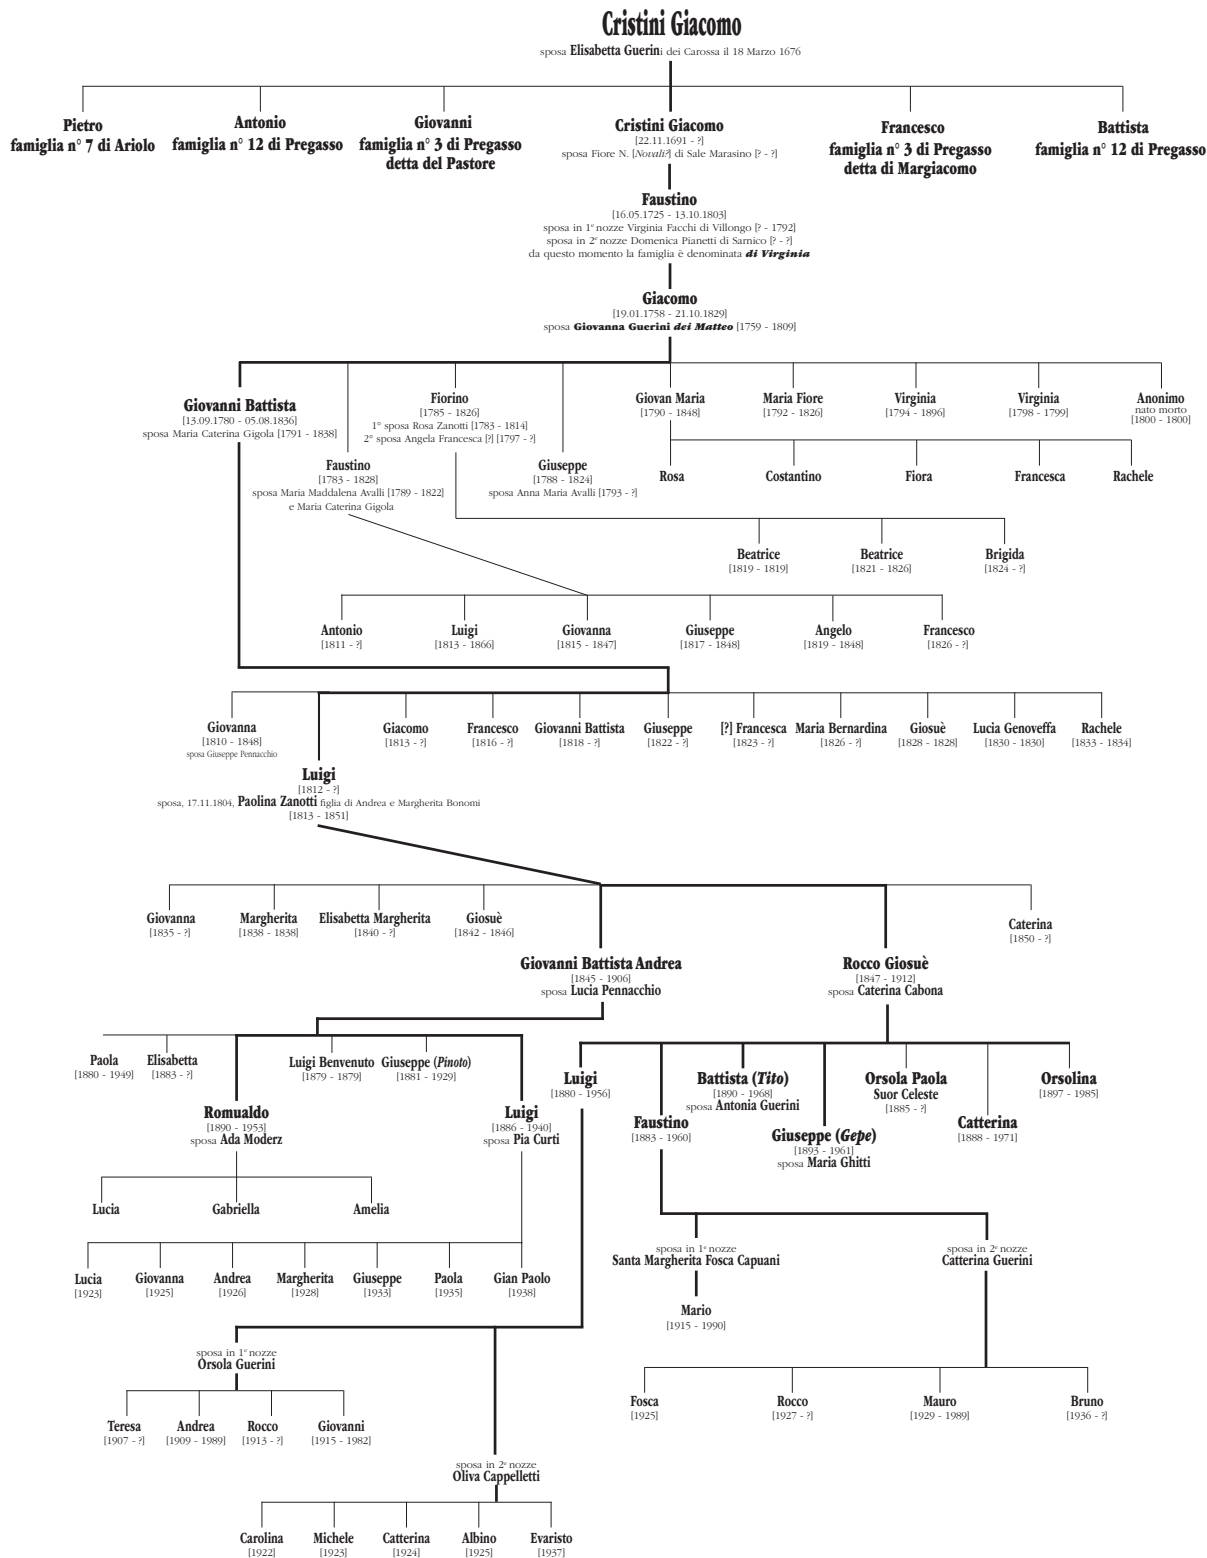 Cristini Giacomo
sposa Elisabetta Guerini dei Carossa il 18 Marzo 1676
Pietro
famiglia n° 7 di Ariolo
Antonio
famiglia n° 12 di Pregasso
Giovanni
famiglia n° 3 di Pregasso
detta del Pastore
Cristini Giacomo
[22.11.1691 - ?]
sposa Fiore N. [Novali?] di Sale Marasino [? - ?]
Francesco
famiglia n° 3 di Pregasso
detta di Margiacomo
Battista
famiglia n° 12 di Pregasso
Faustino
[16.05.1725 - 13.10.1803]
sposa in 1e nozze Virginia Facchi di Villongo [? - 1792]
sposa in 2e nozze Domenica Pianetti di Sarnico [? - ?]
da questo momento la famiglia è denominata di Virginia
Giacomo
[19.01.1758 - 21.10.1829]
sposa Giovanna Guerini dei Matteo [1759 - 1809]
Giovanni Battista
[13.09.1780 - 05.08.1836]
sposa Maria Caterina Gigola [1791 - 1838]
Fiorino
[1785 - 1826]
1° sposa Rosa Zanotti [1783 - 1814]
2° sposa Angela Francesca [?] [1797 - ?]
Giovan Maria
[1790 - 1848]
Maria Fiore
[1792 - 1826]
Virginia
[1794 - 1896]
Virginia
[1798 - 1799]
Anonimo
nato morto
[1800 - 1800]
Faustino
[1783 - 1828]
sposa Maria Maddalena Avalli [1789 - 1822]
e Maria Caterina Gigola
Giuseppe
[1788 - 1824]
sposa Anna Maria Avalli [1793 - ?]
Rosa
Costantino
Fiora
Francesca
Rachele
Beatrice
[1819 - 1819]
Beatrice
[1821 - 1826]
Brigida
[1824 - ?]
Antonio
[1811 - ?]
Luigi
[1813 - 1866]
Giovanna
[1815 - 1847]
Giuseppe
[1817 - 1848]
Angelo
[1819 - 1848]
Francesco
[1826 - ?]
Giovanna
[1810 - 1848]
sposa Giuseppe Pennacchio
Giacomo
[1813 - ?]
Francesco
[1816 - ?]
Giovanni Battista
[1818 - ?]
Giuseppe
[1822 - ?]
[?] Francesca
[1823 - ?]
Maria Bernardina
[1826 - ?]
Giosuè
[1828 - 1828]
Lucia Genoveffa
[1830 - 1830]
Rachele
[1833 - 1834]
Luigi
[1812 - ?]
sposa, 17.11.1804, Paolina Zanotti figlia di Andrea e Margherita Bonomi
[1813 - 1851]
Giovanna
[1835 - ?]
Margherita
[1838 - 1838]
Elisabetta Margherita
[1840 - ?]
Giosuè
[1842 - 1846]
Caterina
[1850 - ?]
Giovanni Battista Andrea
[1845 - 1906]
sposa Lucia Pennacchio
Rocco Giosuè
[1847 - 1912]
sposa Caterina Cabona
Paola
[1880 - 1949]
Elisabetta
[1883 - ?]
Luigi Benvenuto
[1879 - 1879]
Giuseppe (Pinoto)
[1881 - 1929]
Luigi
[1880 - 1956]
Battista (Tito)
[1890 - 1968]
sposa Antonia Guerini
Orsola Paola
Suor Celeste
[1885 - ?]
Orsolina
[1897 - 1985]
Romualdo
[1890 - 1953]
sposa Ada Moderz
Luigi
[1886 - 1940]
sposa Pia Curti
Faustino
[1883 - 1960]
Giuseppe (Gepe)
[1893 - 1961]
sposa Maria Ghitti
Catterina
[1888 - 1971]
Lucia
Gabriella
Amelia
sposa in 1e nozze
Santa Margherita Fosca Capuani
sposa in 2e nozze
Catterina Guerini
Lucia
[1923]
Giovanna
[1925]
Andrea
[1926]
Margherita
[1928]
Giuseppe
[1933]
Paola
[1935]
Gian Paolo
[1938]
Mario
[1915 - 1990]
sposa in 1e nozze
Orsola Guerini
Fosca
[1925]
Rocco
[1927 - ?]
Mauro
[1929 - 1989]
Bruno
[1936 - ?]
Teresa
[1907 - ?]
Andrea
[1909 - 1989]
Rocco
[1913 - ?]
Giovanni
[1915 - 1982]
sposa in 2e nozze
Oliva Cappelletti
Carolina
[1922]
Michele
[1923]
Catterina
[1924]
Albino
[1925]
Evaristo
[1937]